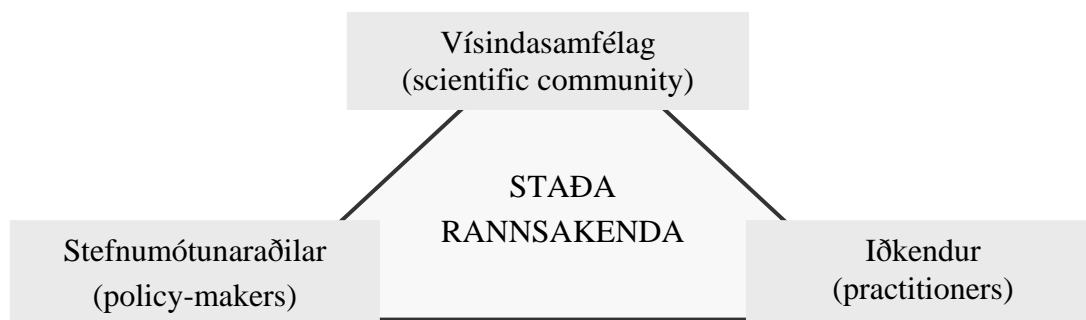 Vísindasamfélag
(scientific community)
STAÐA
RANNSAKENDA
Stefnumótunaraðilar
(policy-makers)
Iðkendur
(practitioners)